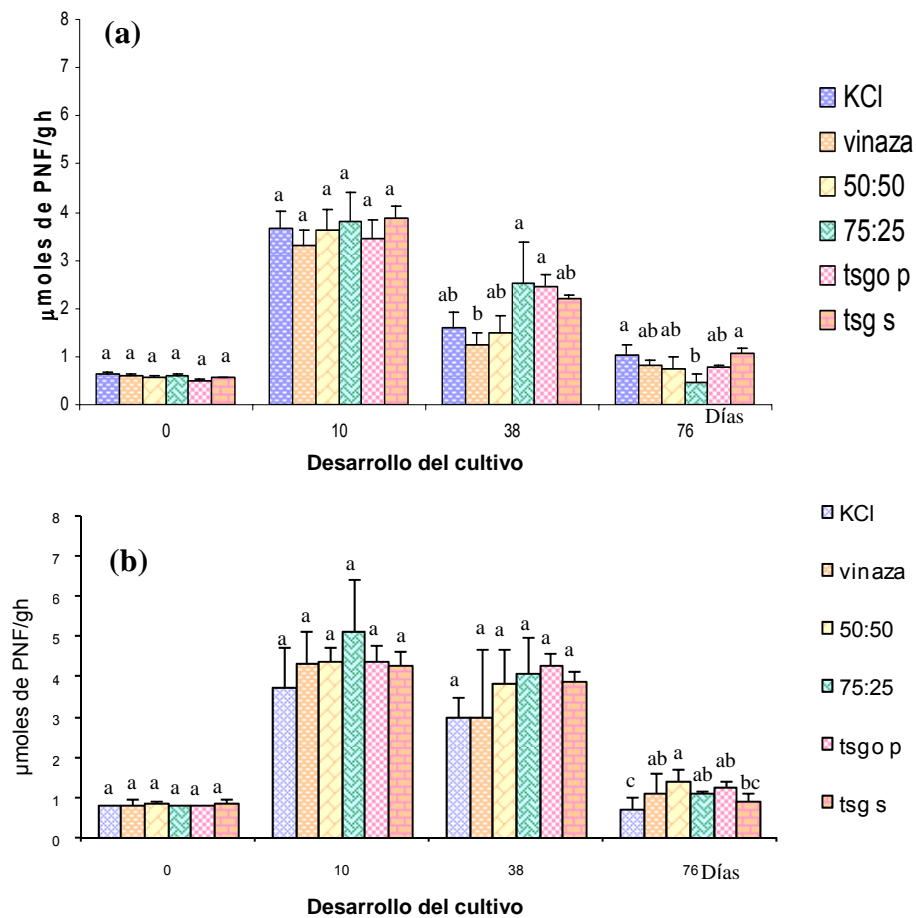 (a)
µmoles de PNF/gh
8
7
6
5
4
3
2
1
0
a a a a a a
a a a a a a
ab b ab a a ab
a ab ab b ab a
0 10 38 76 Días
Desarrollo del cultivo
KCl
vinaza
50:50
75:25
tsgo p
tsg s
(b)
µmoles de PNF/gh
8
7
6
5
4
3
2
1
0
a a a a a a
a a a a a a
a a a a a a
c ab a ab ab bc
0 10 38 76 Días
Desarrollo del cultivo
KCl
vinaza
50:50
75:25
tsgo p
tsg s